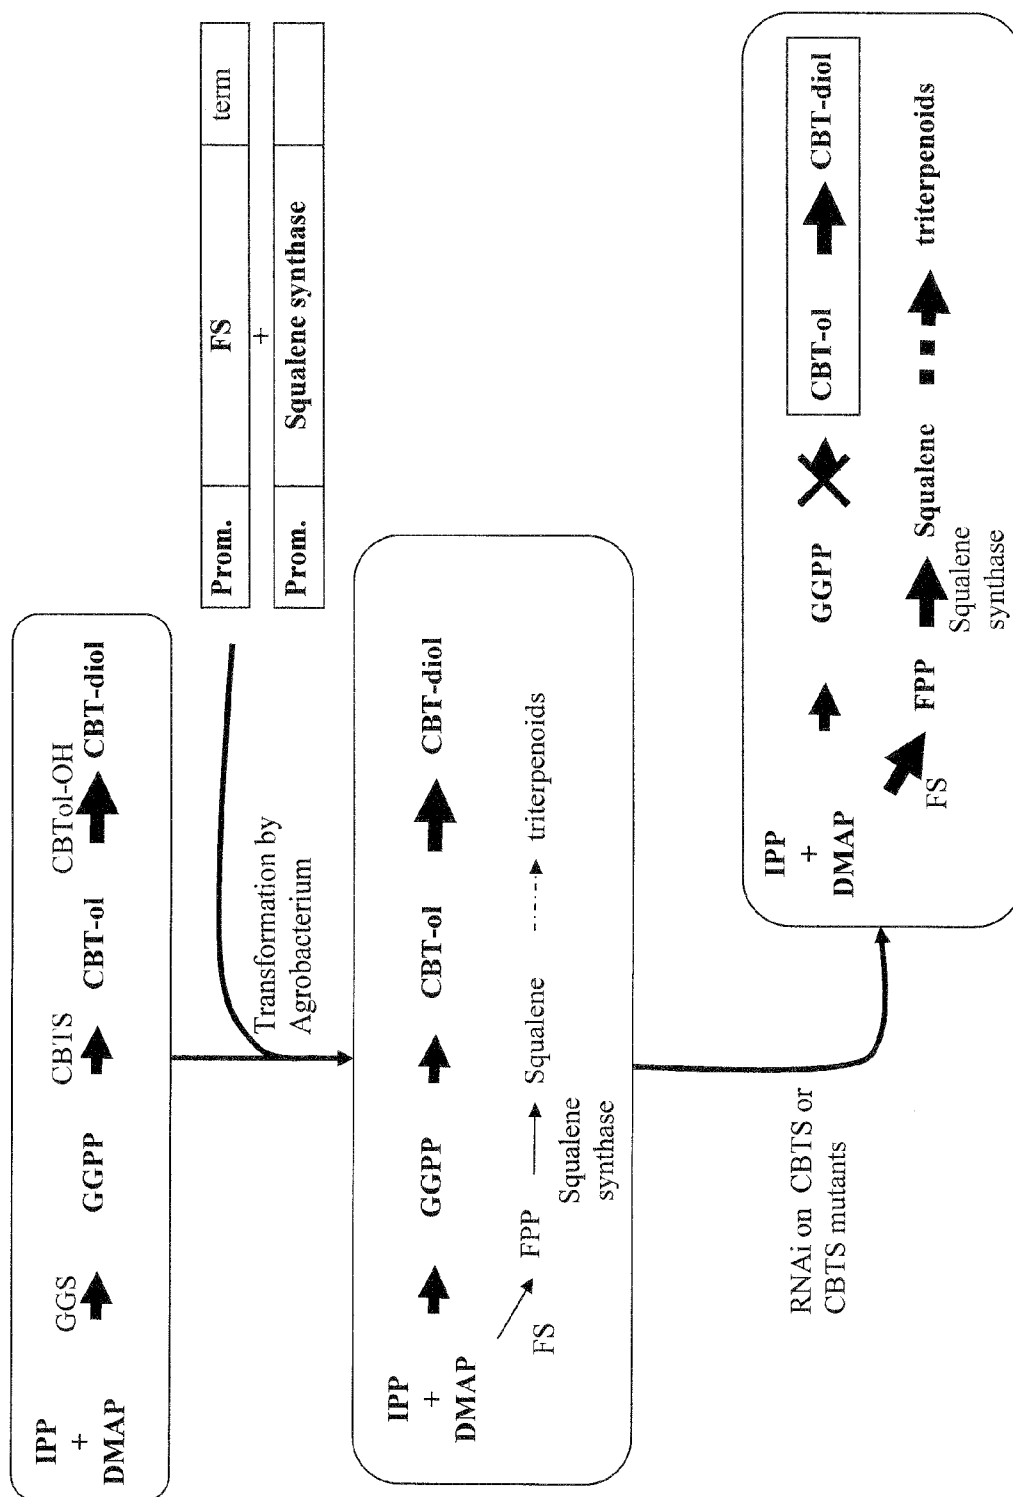 GGS CBTS CBTol-OH
IPP
+
DMAP
GGPP CBT-ol CBT-diol
Prom. FS term
+
Prom. Squalene synthase
Transformation by
Agrobacterium
IPP
+
DMAP
GGPP CBT-ol CBT-diol
FS
FPP Squalene triterpenoids
Squalene
synthase
RNAi on CBTS or
CBTS mutants
IPP
+
DMAP
GGPP CBT-ol CBT-diol
FS
FPP Squalene triterpenoids
Squalene
synthase